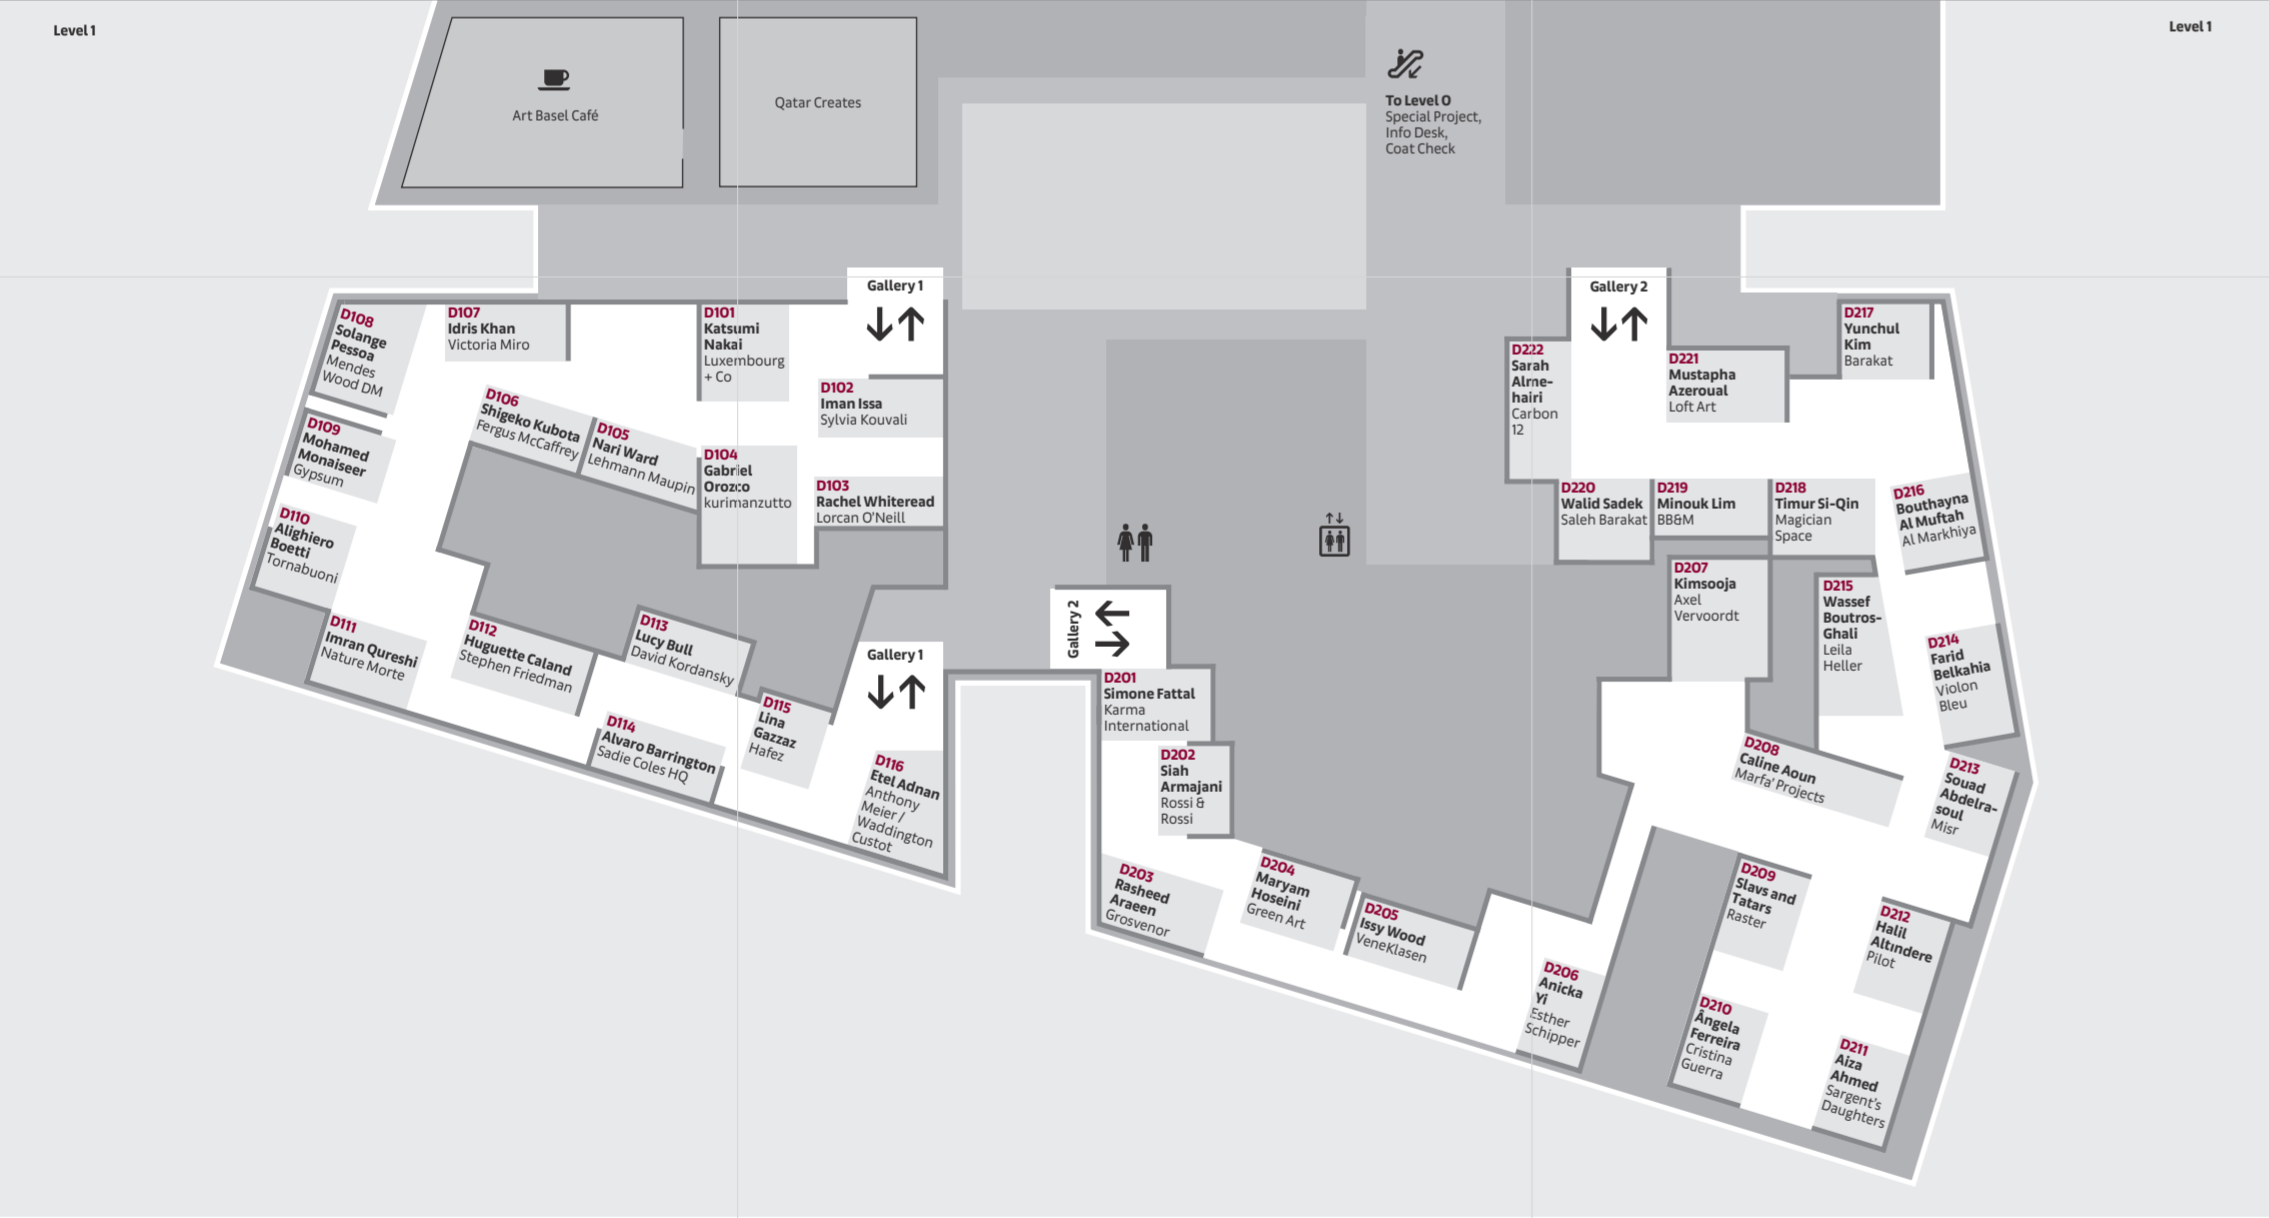 Level 1
Level 1
Art Basel Café
Qatar Creates
To Level 0
Special Project,
Info Desk,
Coat Check
Gallery 1
Gallery 2
D108
Solange
Pessoa
Mendes
Wood DM
D107
Idris Khan
Victoria Miro
D101
Katsumi
Nakai
Luxembourg
+ Co
D102
Iman Issa
Sylvia Kouvali
D106
Shigeko Kubota
Fergus McCaffrey
D105
Nari Ward
Lehmann Maupin
D104
Gabriel
Orozco
kurimanzutto
D103
Rachel Whiteread
Lorcan O'Neill
D109
Mohamed
Monaiseer
Gypsum
D110
Alighiero
Boetti
Tornabuoni
D111
Imran Qureshi
Nature Morte
D112
Huguette Caland
Stephen Friedman
D113
Lucy Bull
David Kordansky
D114
Alvaro Barrington
Sadie Coles HQ
D115
Lina
Gazzaz
Hafez
Gallery 1
D116
Etel Adnan
Anthony
Meier /
Waddington
Custot
Gallery 2
D201
Simone Fattal
Karma
International
D202
Siah
Armajani
Rossi &
Rossi
D203
Rasheed
Araeen
Grosvenor
D204
Maryam
Hoseini
Green Art
D205
Issy Wood
VeneKlasen
D206
Anicka
Yi
Esther
Schipper
D222
Sarah
Alme-
hairi
Carbon
12
D221
Mustapha
Azeroual
Loft Art
D217
Yunchul
Kim
Barakat
D220
Walid Sadek
Saleh Barakat
D219
Minouk Lim
BB&M
D218
Timur Si-Qin
Magician
Space
D216
Bouthayna
Al Muftah
Al Markhiya
D207
Kimsooja
Axel
Vervoordt
D215
Wassef
Boutros-
Ghali
Leila
Heller
D214
Farid
Belkahia
Violon
Bleu
D208
Caline Aoun
Marfa' Projects
D213
Souad
Abdelra-
soul
Misr
D209
Slavs and
Tatars
Raster
D212
Halil
Altındere
Pilot
D210
Ângela
Ferreira
Cristina
Guerra
D211
Aiza
Ahmed
Sargent's
Daughters